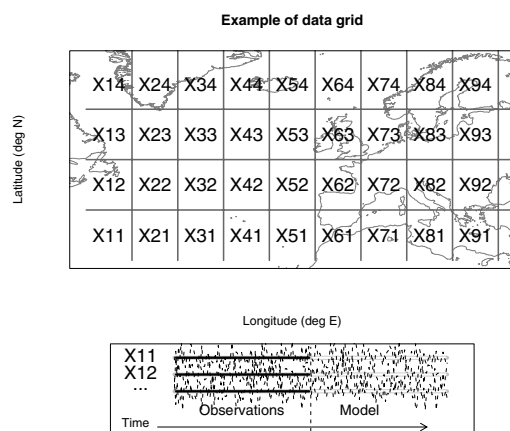 Example of data grid
Latitude (deg N)
X14 X24 X34 X44 X54 X64 X74 X84 X94
X13 X23 X33 X43 X53 X63 X73 X83 X93
X12 X22 X32 X42 X52 X62 X72 X82 X92
X11 X21 X31 X41 X51 X61 X71 X81 X91
Longitude (deg E)
X11
X12
...
Observations Model
Time